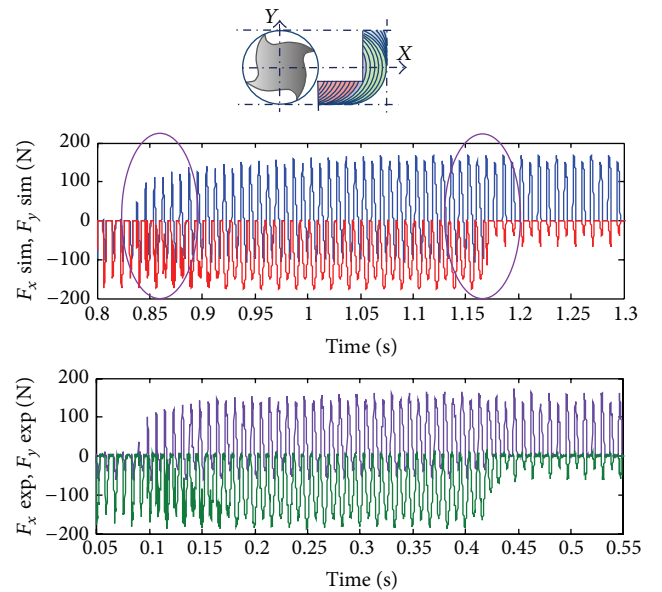 Y
X
F_x sim, F_y sim (N)
200
100
0
−100
−200
0.8 0.85 0.9 0.95 1 1.05 1.1 1.15 1.2 1.25 1.3
Time (s)
F_x exp, F_y exp (N)
200
100
0
−100
−200
0.05 0.1 0.15 0.2 0.25 0.3 0.35 0.4 0.45 0.5 0.55
Time (s)